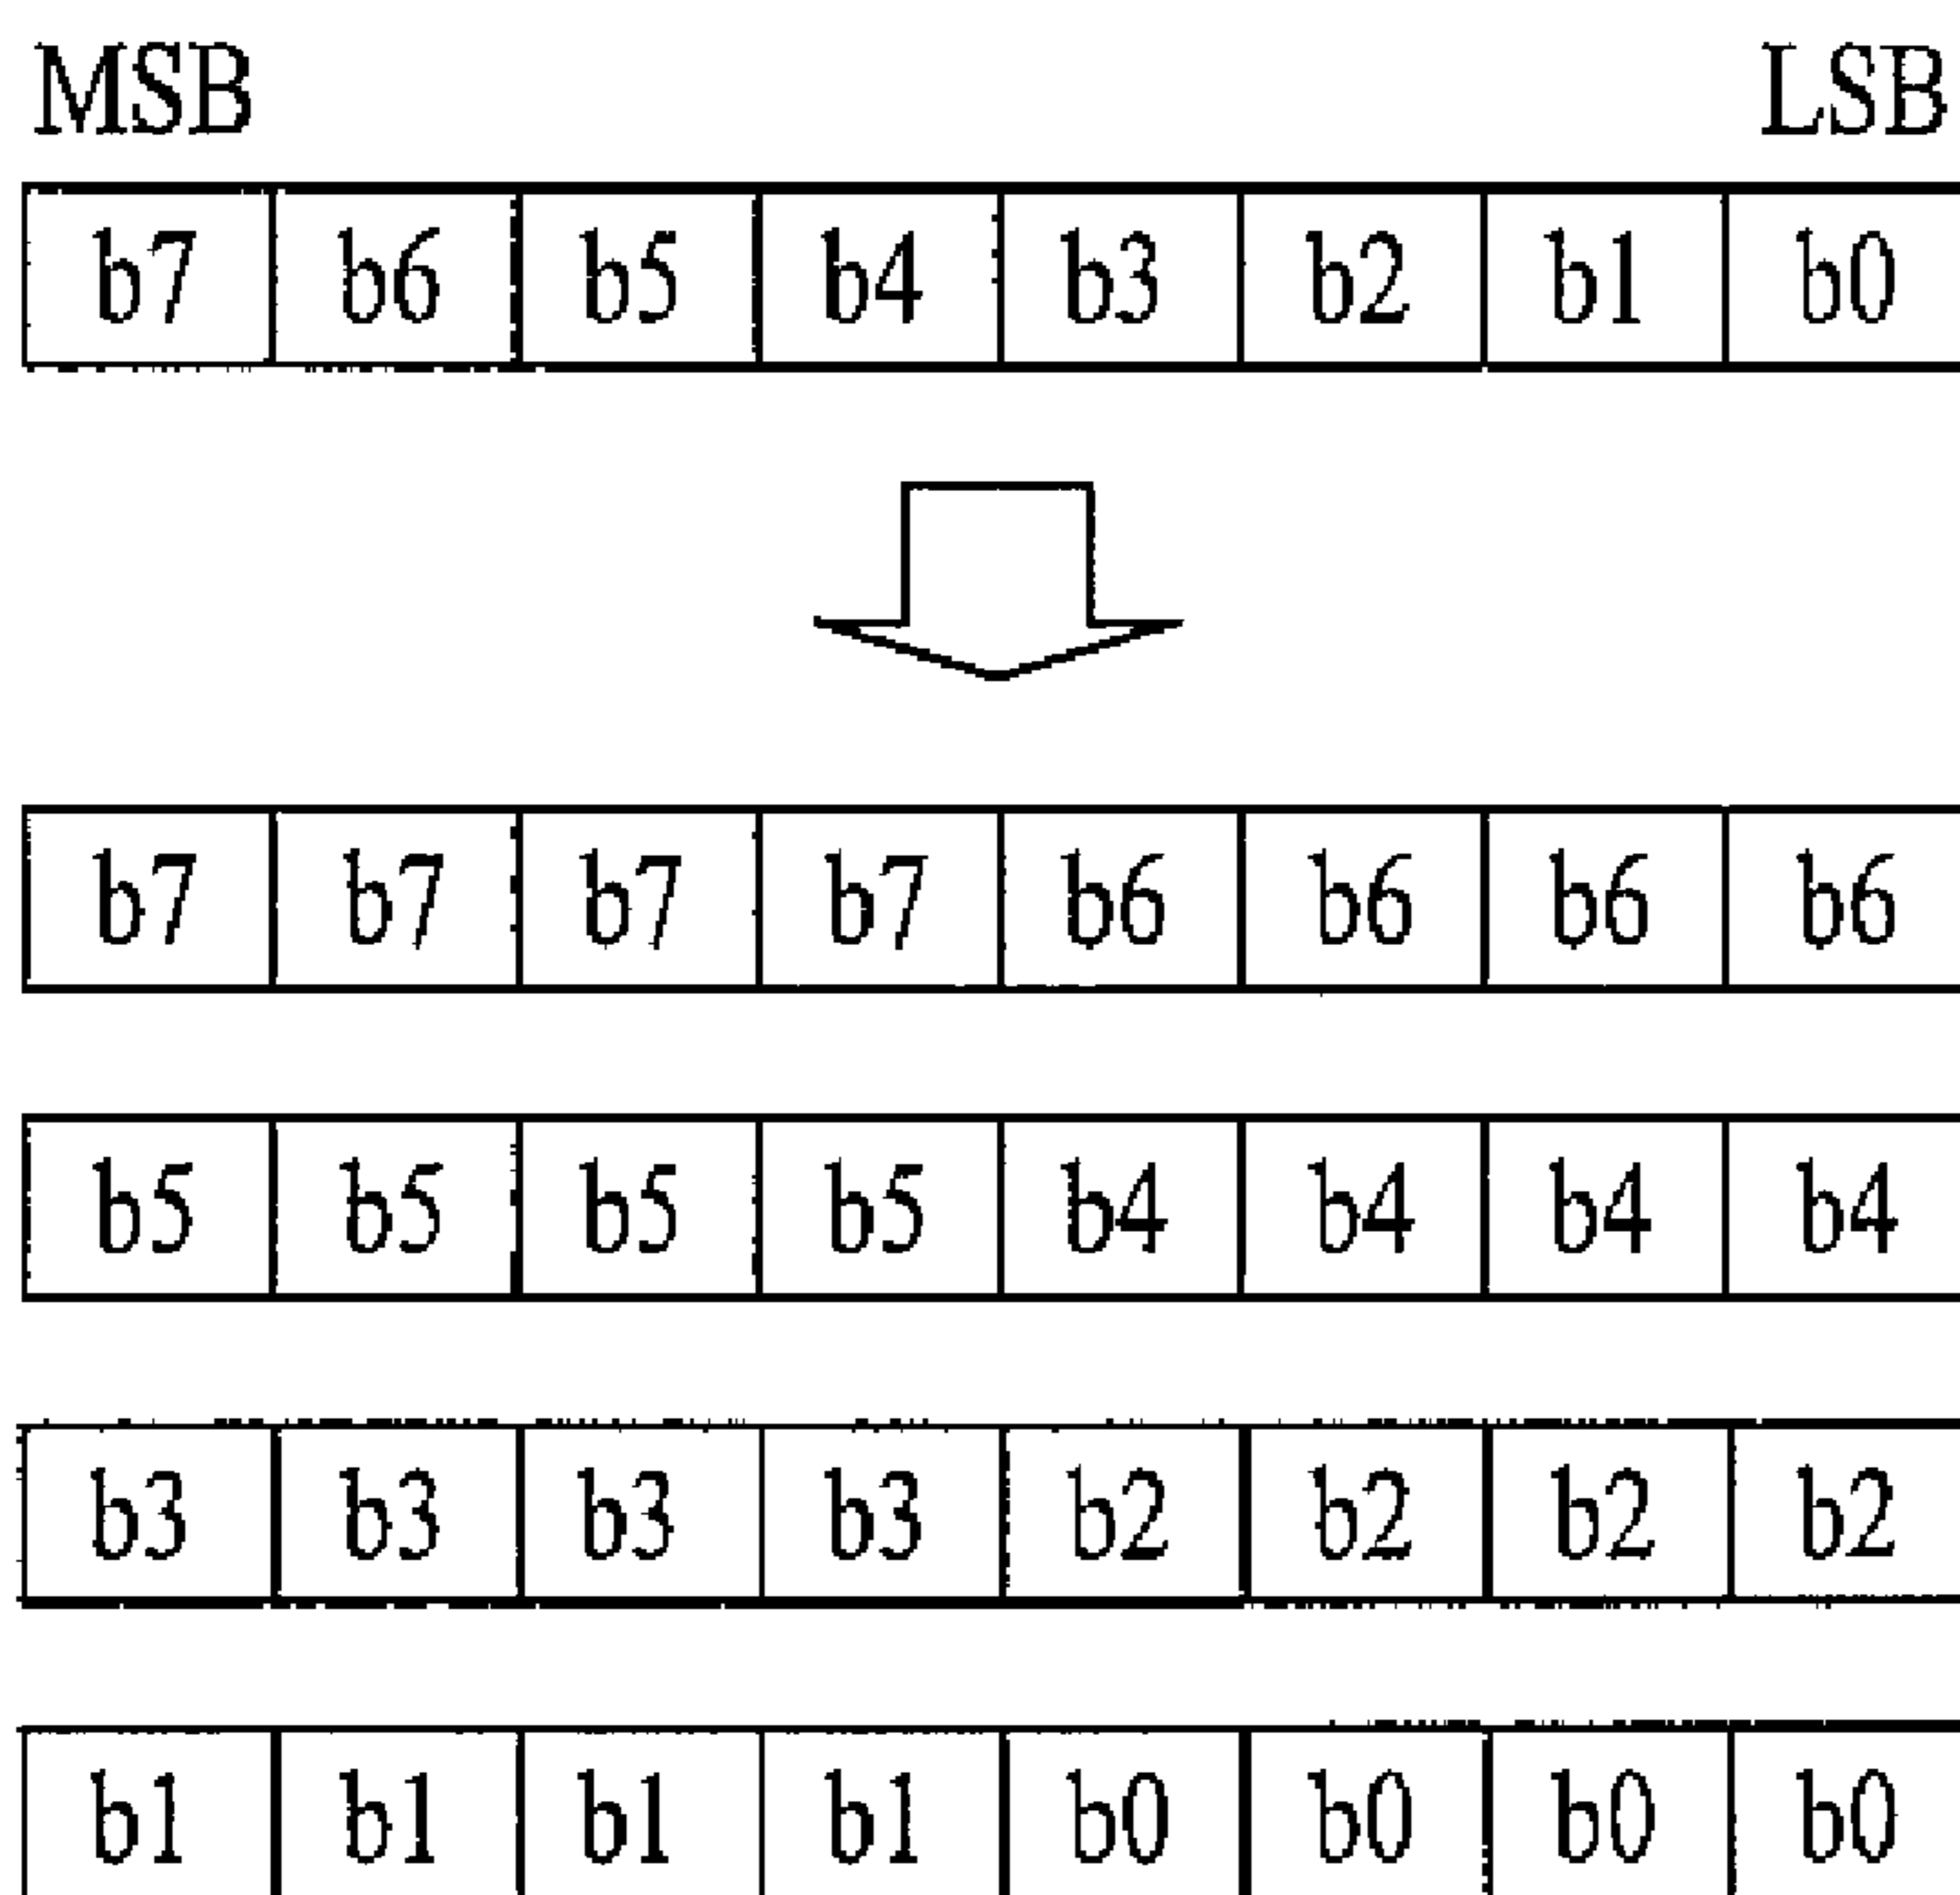 MSB LSB
b7 b6 b5 b4 b3 b2 b1 b0
b7 b7 b7 b7 b6 b6 b6 b6
b5 b5 b5 b5 b4 b4 b4 b4
b3 b3 b3 b3 b2 b2 b2 b2
b1 b1 b1 b1 b0 b0 b0 b0